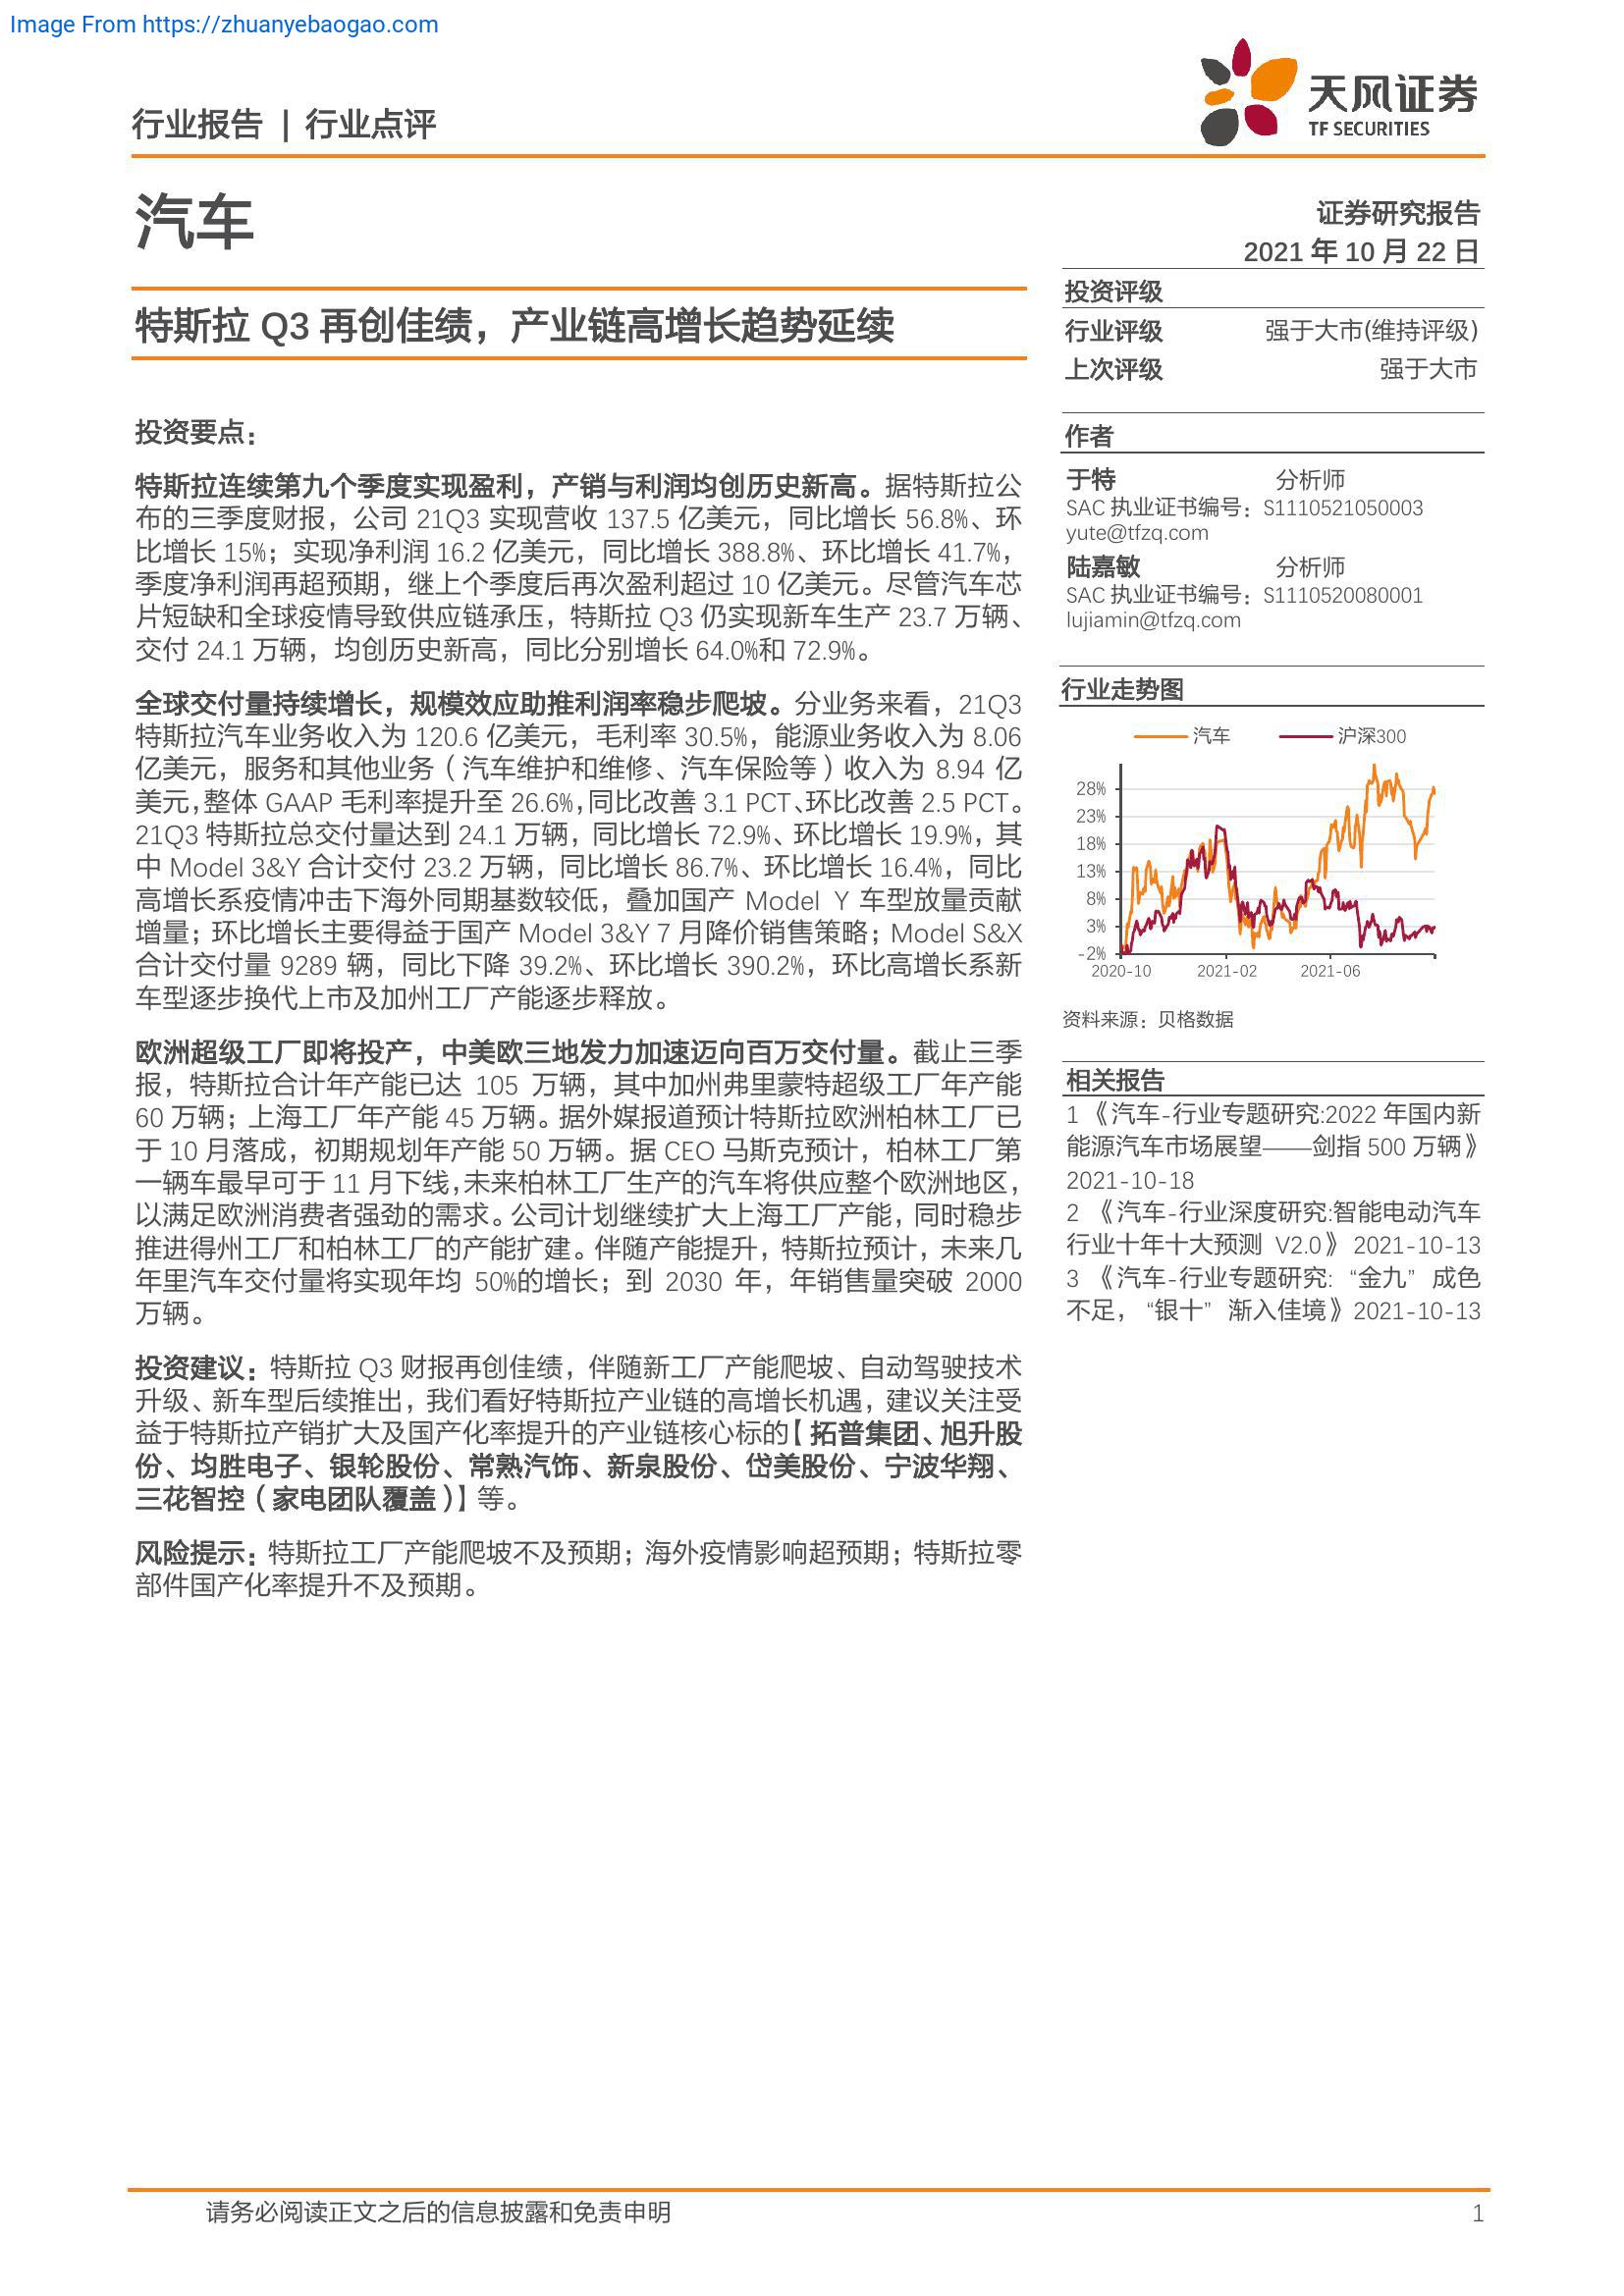 Image From https://zhuanyebaogao.com
行业报告 | 行业点评
天风证券
TF SECURITIES
汽车
证券研究报告
2021 年 10 月 22 日
特斯拉 Q3 再创佳绩，产业链高增长趋势延续
投资要点：
特斯拉连续第九个季度实现盈利，产销与利润均创历史新高。据特斯拉公
布的三季度财报，公司 21Q3 实现营收 137.5 亿美元，同比增长 56.8%、环
比增长 15%；实现净利润 16.2 亿美元，同比增长 388.8%、环比增长 41.7%，
季度净利润再超预期，继上个季度后再次盈利超过 10 亿美元。尽管汽车芯
片短缺和全球疫情导致供应链承压，特斯拉 Q3 仍实现新车生产 23.7 万辆、
交付 24.1 万辆，均创历史新高，同比分别增长 64.0%和 72.9%。
全球交付量持续增长，规模效应助推利润率稳步爬坡。分业务来看，21Q3
特斯拉汽车业务收入为 120.6 亿美元，毛利率 30.5%，能源业务收入为 8.06
亿美元，服务和其他业务（汽车维护和维修、汽车保险等）收入为 8.94 亿
美元，整体 GAAP 毛利率提升至 26.6%，同比改善 3.1 PCT、环比改善 2.5 PCT。
21Q3 特斯拉总交付量达到 24.1 万辆，同比增长 72.9%、环比增长 19.9%，其
中 Model 3&Y 合计交付 23.2 万辆，同比增长 86.7%、环比增长 16.4%，同比
高增长系疫情冲击下海外同期基数较低，叠加国产 Model Y 车型放量贡献
增量；环比增长主要得益于国产 Model 3&Y 7 月降价销售策略；Model S&X
合计交付量 9289 辆，同比下降 39.2%、环比增长 390.2%，环比高增长系新
车型逐步换代上市及加州工厂产能逐步释放。
欧洲超级工厂即将投产，中美欧三地发力加速迈向百万交付量。截止三季
报，特斯拉合计年产能已达 105 万辆，其中加州弗里蒙特超级工厂年产能
60 万辆；上海工厂年产能 45 万辆。据外媒报道预计特斯拉欧洲柏林工厂已
于 10 月落成，初期规划年产能 50 万辆。据 CEO 马斯克预计，柏林工厂第
一辆车最早可于 11 月下线，未来柏林工厂生产的汽车将供应整个欧洲地区，
以满足欧洲消费者强劲的需求。公司计划继续扩大上海工厂产能，同时稳步
推进得州工厂和柏林工厂的产能扩建。伴随产能提升，特斯拉预计，未来几
年里汽车交付量将实现年均 50%的增长；到 2030 年，年销售量突破 2000
万辆。
投资建议：特斯拉 Q3 财报再创佳绩，伴随新工厂产能爬坡、自动驾驶技术
升级、新车型后续推出，我们看好特斯拉产业链的高增长机遇，建议关注受
益于特斯拉产销扩大及国产化率提升的产业链核心标的【拓普集团、旭升股
份、均胜电子、银轮股份、常熟汽饰、新泉股份、岱美股份、宁波华翔、
三花智控（家电团队覆盖）】等。
风险提示：特斯拉工厂产能爬坡不及预期；海外疫情影响超预期；特斯拉零
部件国产化率提升不及预期。
投资评级
行业评级 强于大市(维持评级)
上次评级 强于大市
作者
于特 分析师
SAC 执业证书编号：S1110521050003
yute@tfzq.com
陆嘉敏 分析师
SAC 执业证书编号：S1110520080001
lujiamin@tfzq.com
行业走势图
汽车 沪深300
28%
23%
18%
13%
8%
3%
-2%
2020-10 2021-02 2021-06
资料来源：贝格数据
相关报告
1 《汽车-行业专题研究:2022 年国内新
能源汽车市场展望——剑指 500 万辆》
2021-10-18
2 《汽车-行业深度研究:智能电动汽车
行业十年十大预测 V2.0》 2021-10-13
3 《汽车-行业专题研究: “金九” 成色
不足， “银十” 渐入佳境》2021-10-13
请务必阅读正文之后的信息披露和免责申明 1